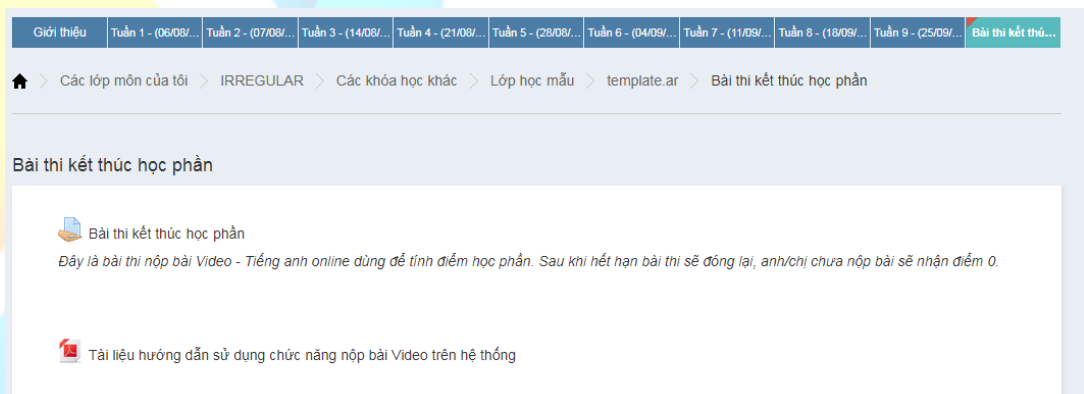 Giới thiệu Tuần 1 - (06/08/... Tuần 2 - (07/08/... Tuần 3 - (14/08/... Tuần 4 - (21/08/... Tuần 5 - (28/08/... Tuần 6 - (04/09/... Tuần 7 - (11/09/... Tuần 8 - (18/09/... Tuần 9 - (25/09/... Bài thi kết thú...
Các lớp môn của tôi > IRREGULAR > Các khóa học khác > Lớp học mẫu > template.ar > Bài thi kết thúc học phần
Bài thi kết thúc học phần
Bài thi kết thúc học phần
Đây là bài thi nộp bài Video - Tiếng anh online dùng để tính điểm học phần. Sau khi hết hạn bài thi sẽ đóng lại, anh/chị chưa nộp bài sẽ nhận điểm 0.
Tài liệu hướng dẫn sử dụng chức năng nộp bài Video trên hệ thống